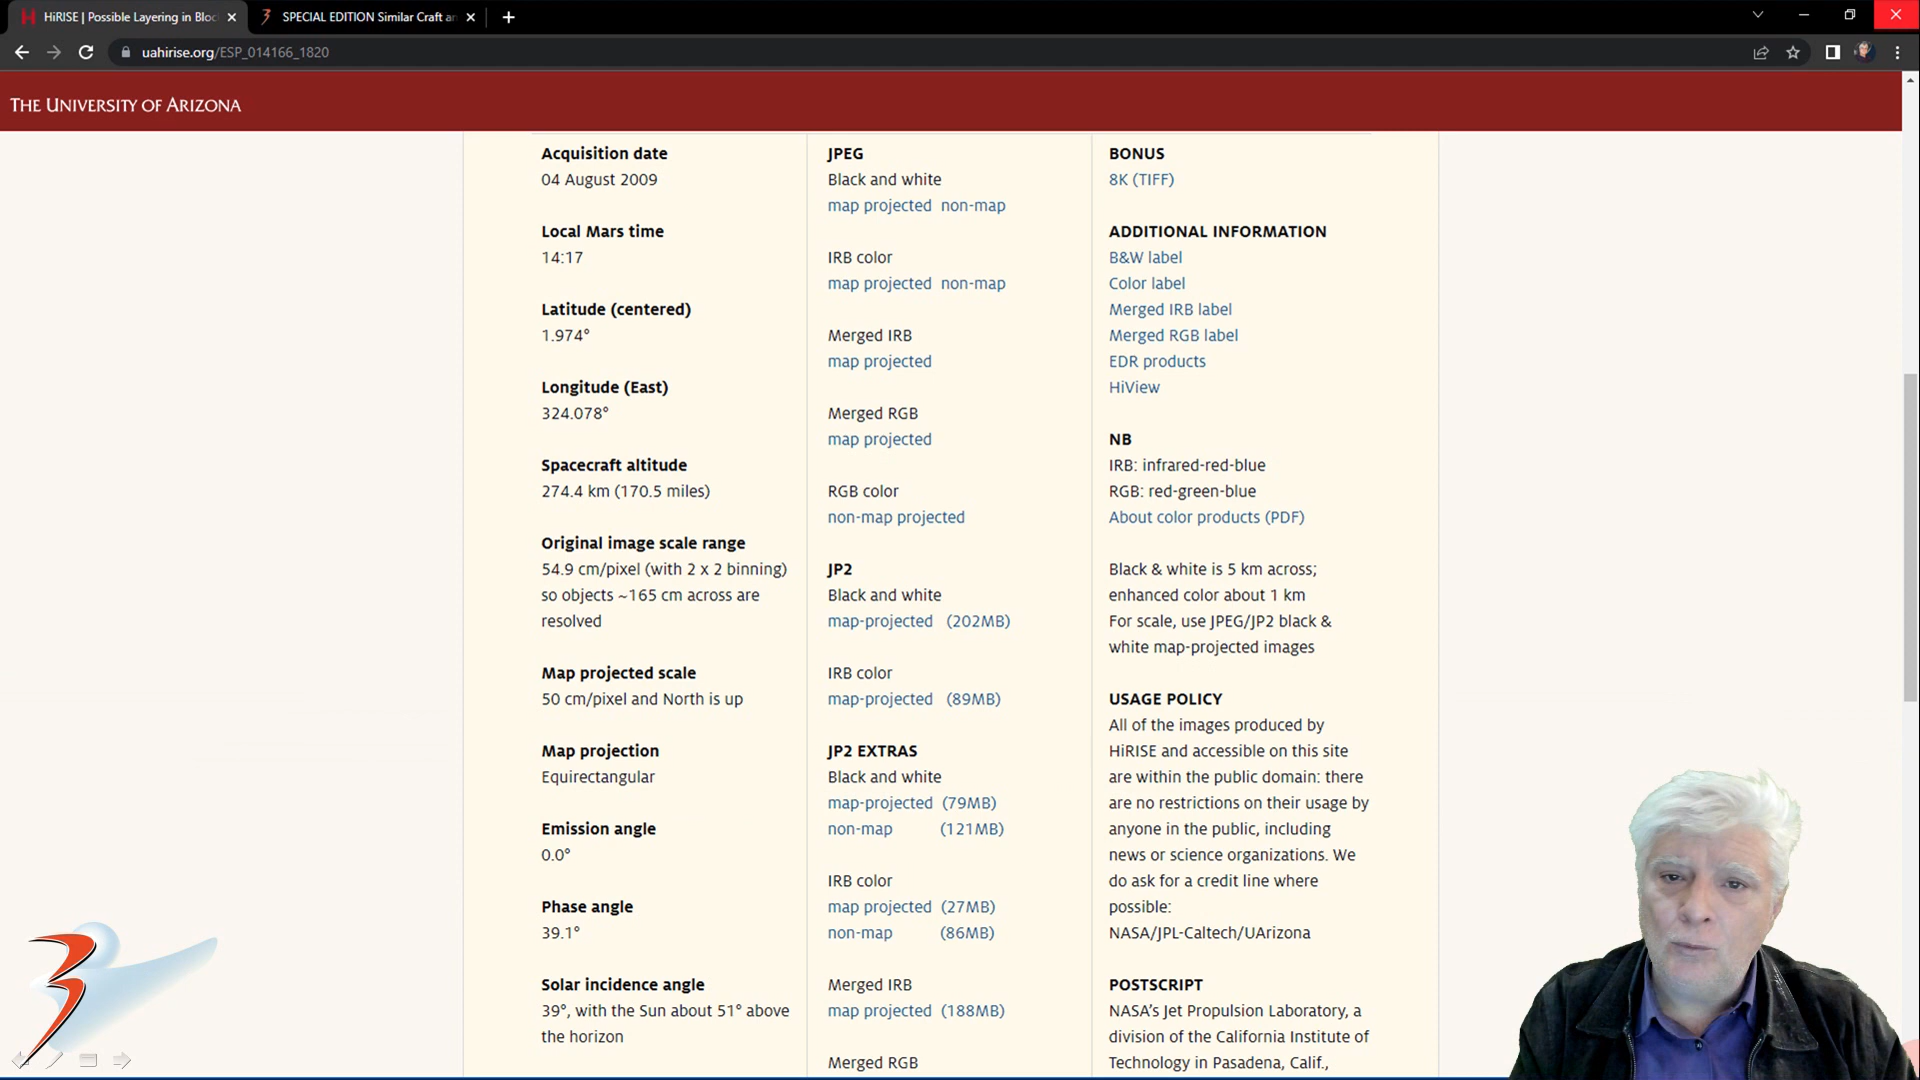 HiRISE | Possible Layering in Bloc
SPECIAL EDITION Similar Craft an
uahirise.org/ESP_014166_1820
THE UNIVERSITY OF ARIZONA
Acquisition date
04 August 2009
Local Mars time
14:17
Latitude (centered)
1.974°
Longitude (East)
324.078°
Spacecraft altitude
274.4 km (170.5 miles)
Original image scale range
54.9 cm/pixel (with 2 x 2 binning)
so objects ~165 cm across are
resolved
Map projected scale
50 cm/pixel and North is up
Map projection
Equirectangular
Emission angle
0.0°
Phase angle
39.1°
Solar incidence angle
39°, with the Sun about 51° above
the horizon
JPEG
Black and white
map projected non-map
IRB color
map projected non-map
Merged IRB
map projected
Merged RGB
map projected
RGB color
non-map projected
JP2
Black and white
map-projected (202MB)
IRB color
map-projected (89MB)
JP2 EXTRAS
Black and white
map-projected (79MB)
non-map (121MB)
IRB color
map projected (27MB)
non-map (86MB)
Merged IRB
map projected (188MB)
Merged RGB
BONUS
8K (TIFF)
ADDITIONAL INFORMATION
B&W label
Color label
Merged IRB label
Merged RGB label
EDR products
HiView
NB
IRB: infrared-red-blue
RGB: red-green-blue
About color products (PDF)
Black & white is 5 km across;
enhanced color about 1 km
For scale, use JPEG/JP2 black &
white map-projected images
USAGE POLICY
All of the images produced by
HiRISE and accessible on this site
are within the public domain: there
are no restrictions on their usage by
anyone in the public, including
news or science organizations. We
do ask for a credit line where
possible:
NASA/JPL-Caltech/UArizona
POSTSCRIPT
NASA's Jet Propulsion Laboratory, a
division of the California Institute of
Technology in Pasadena, Calif.,